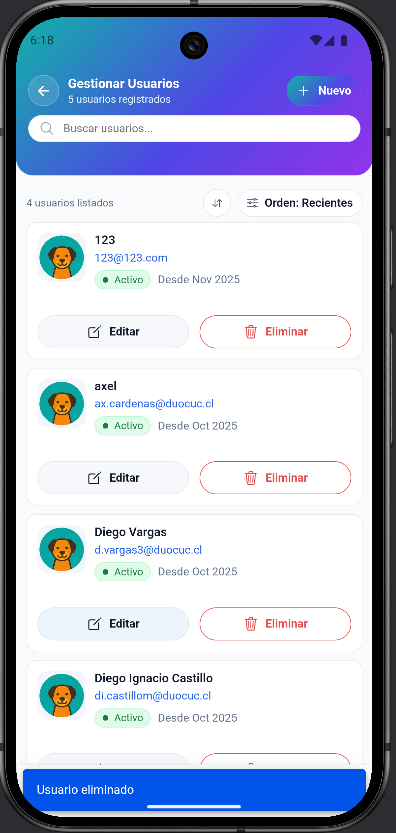 6:18
Gestionar Usuarios
5 usuarios registrados
Nuevo
Buscar usuarios...
4 usuarios listados
Orden: Recientes
123
123@123.com
Activo Desde Nov 2025
Editar Eliminar
axel
ax.cardenas@duocuc.cl
Activo Desde Oct 2025
Editar Eliminar
Diego Vargas
d.vargas3@duocuc.cl
Activo Desde Oct 2025
Editar Eliminar
Diego Ignacio Castillo
di.castillom@duocuc.cl
Activo Desde Oct 2025
Usuario eliminado